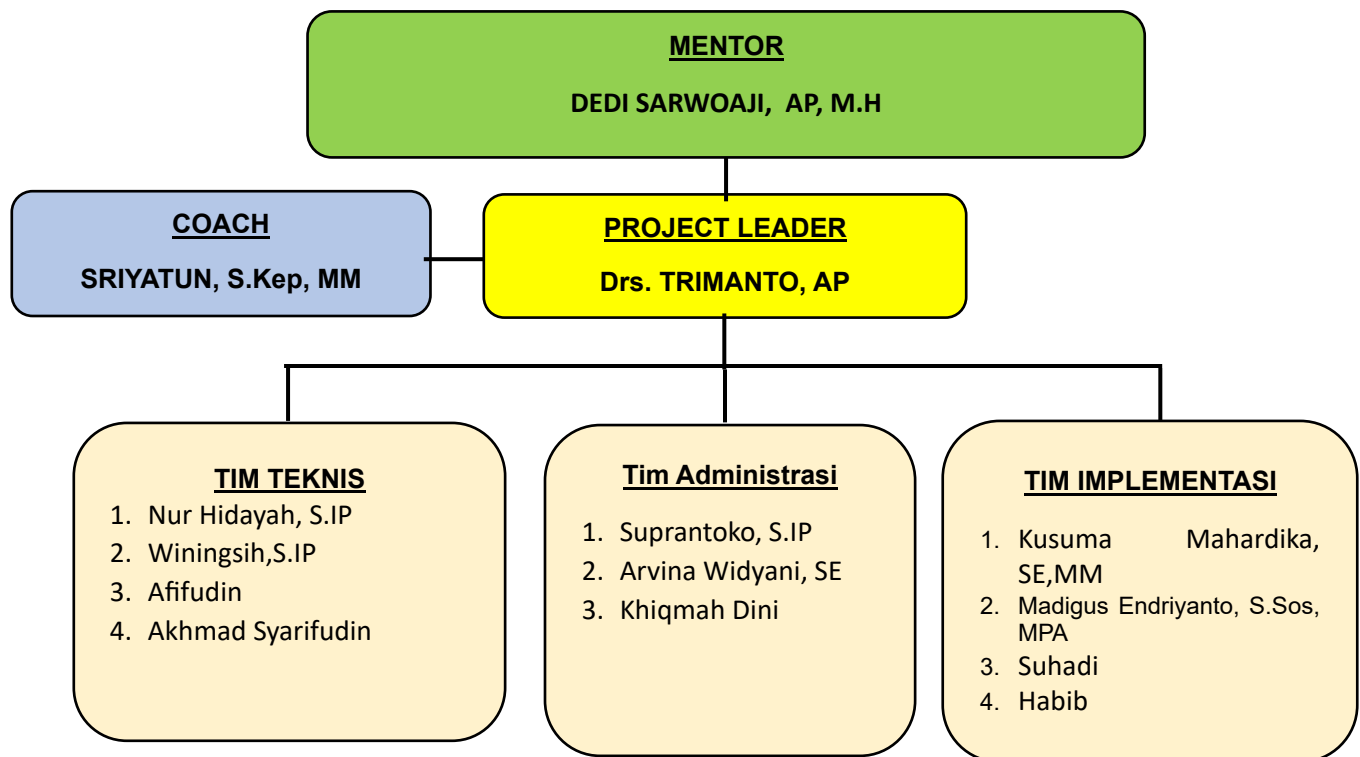 MENTOR
DEDI SARWOAJI, AP, M.H
COACH
SRIYATUN, S.Kep, MM
PROJECT LEADER
Drs. TRIMANTO, AP
TIM TEKNIS
1. Nur Hidayah, S.IP
2. Winingsih,S.IP
3. Afifudin
4. Akhmad Syarifudin
Tim Administrasi
1. Suprantoko, S.IP
2. Arvina Widyani, SE
3. Khiqmah Dini
TIM IMPLEMENTASI
1. Kusuma Mahardika,
SE,MM
2. Madigus Endriyanto, S.Sos,
MPA
3. Suhadi
4. Habib